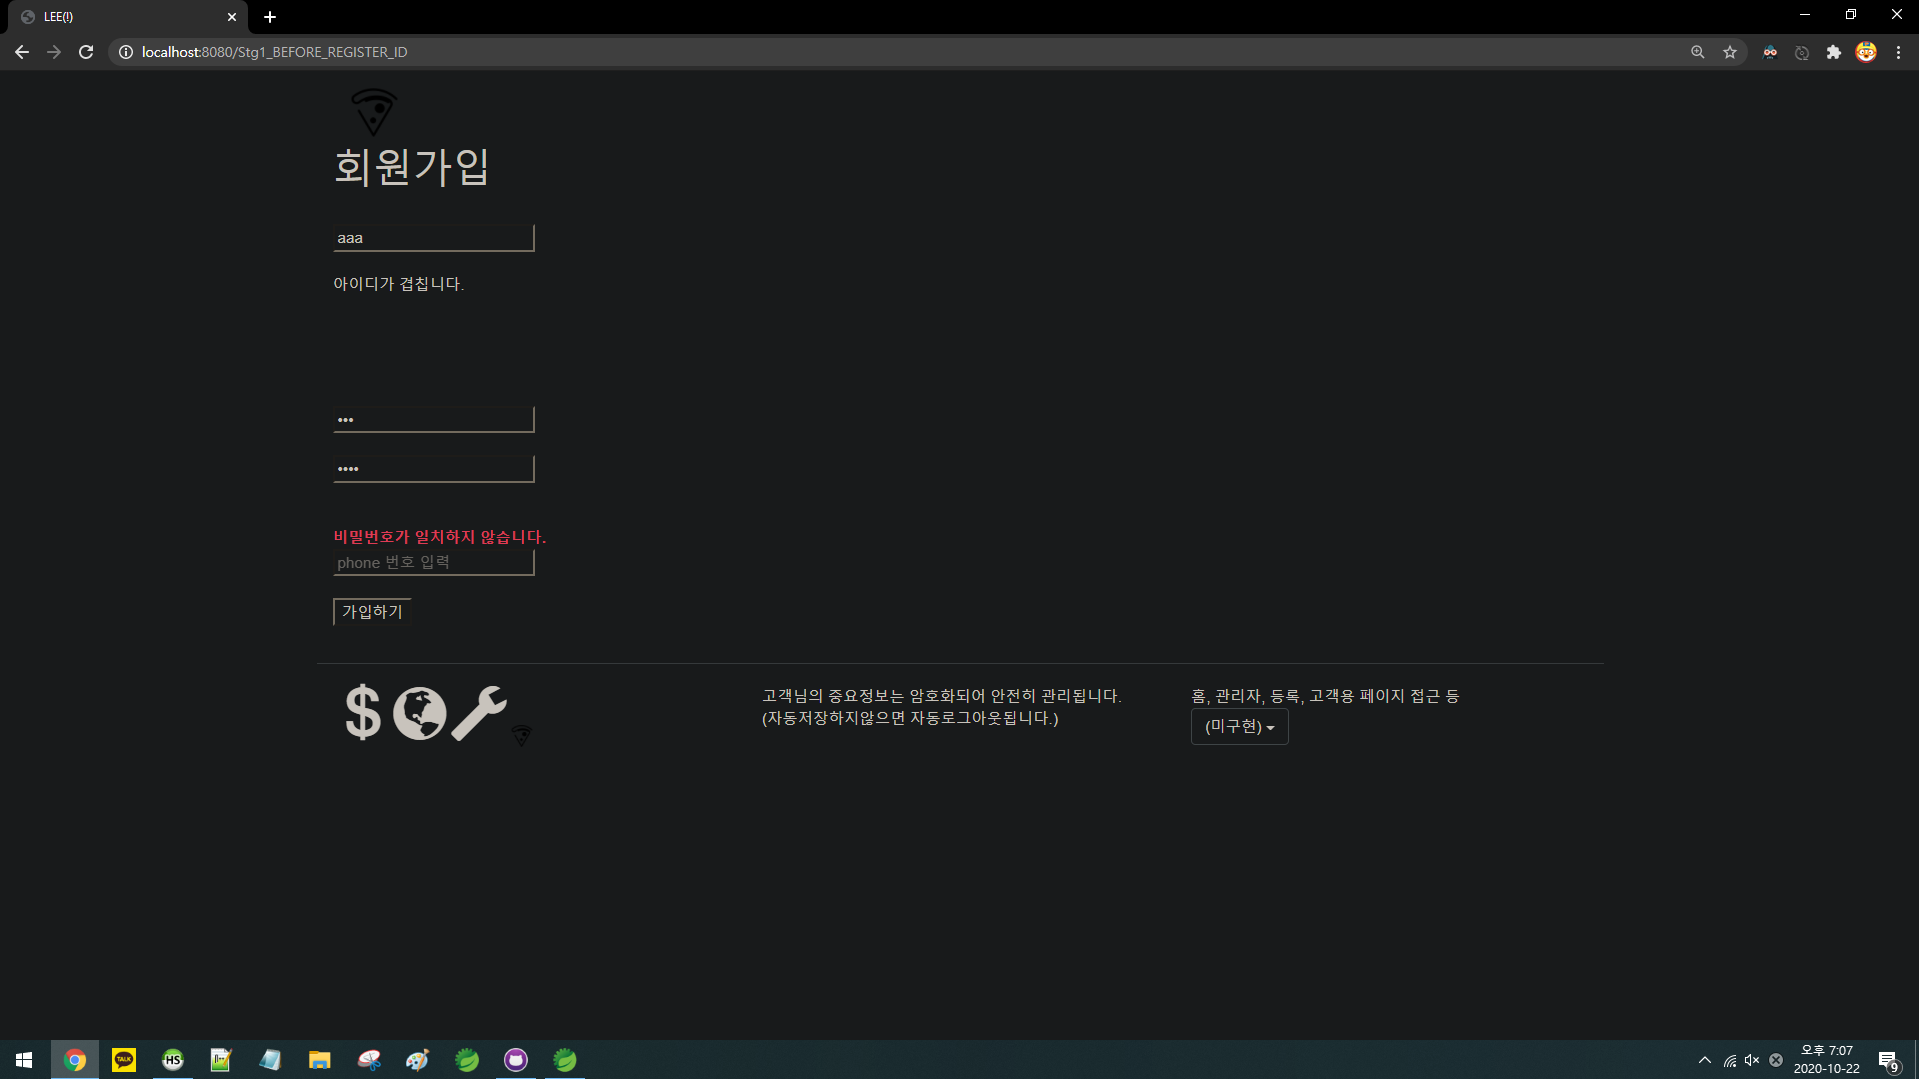 LEE(!)
localhost:8080/Stg1_BEFORE_REGISTER_ID
회원가입
aaa
아이디가 겹칩니다.
•••
••••
비밀번호가 일치하지 않습니다.
phone 번호 입력
가입하기
고객님의 중요정보는 암호화되어 안전히 관리됩니다.
(자동저장하지않으면 자동로그아웃됩니다.)
홈, 관리자, 등록, 고객용 페이지 접근 등
(미구현)
TALK
HS
오후 7:07
2020-10-22
9